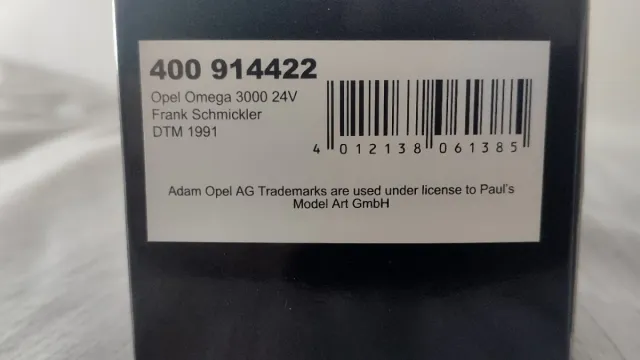 400 914422
Opel Omega 3000 24V
Frank Schmickler
DTM 1991
4 012138 061385
Adam Opel AG Trademarks are used under license to Paul's
Model Art GmbH